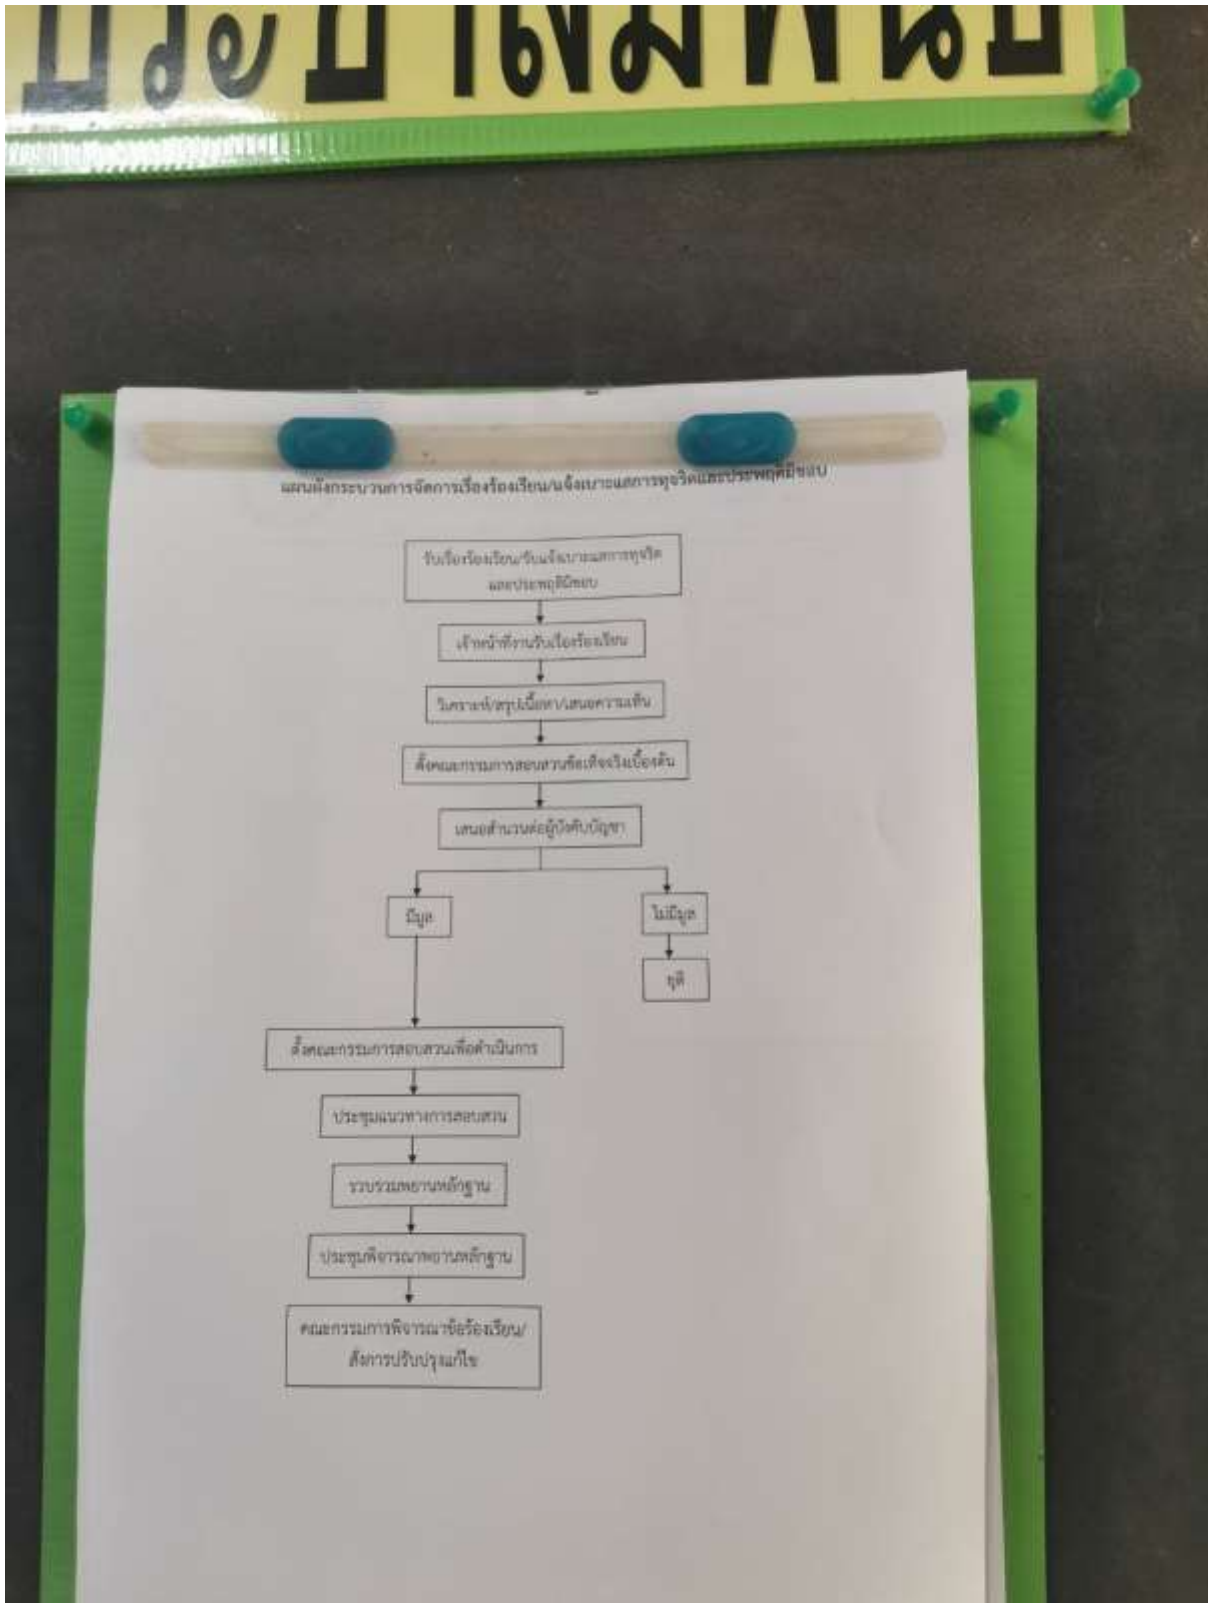 ประชาสัมพันธ์
แผนผังกระบวนการจัดการเรื่องร้องเรียน/แจ้งเบาะแสการทุจริตและประพฤติมิชอบ
รับเรื่องร้องเรียน/รับแจ้งเบาะแสการทุจริต
และประพฤติมิชอบ
เจ้าหน้าที่งานรับเรื่องร้องเรียน
วิเคราะห์/สรุปเนื้อหา/เสนอความเห็น
ตั้งคณะกรรมการสอบสวนข้อเท็จจริงเบื้องต้น
เสนอสำนวนต่อผู้บังคับบัญชา
มีมูล
ไม่มีมูล
ยุติ
ตั้งคณะกรรมการสอบสวนเพื่อดำเนินการ
ประชุมแนวทางการสอบสวน
รวบรวมพยานหลักฐาน
ประชุมพิจารณาพยานหลักฐาน
คณะกรรมการพิจารณาข้อร้องเรียน/
สั่งการปรับปรุงแก้ไข